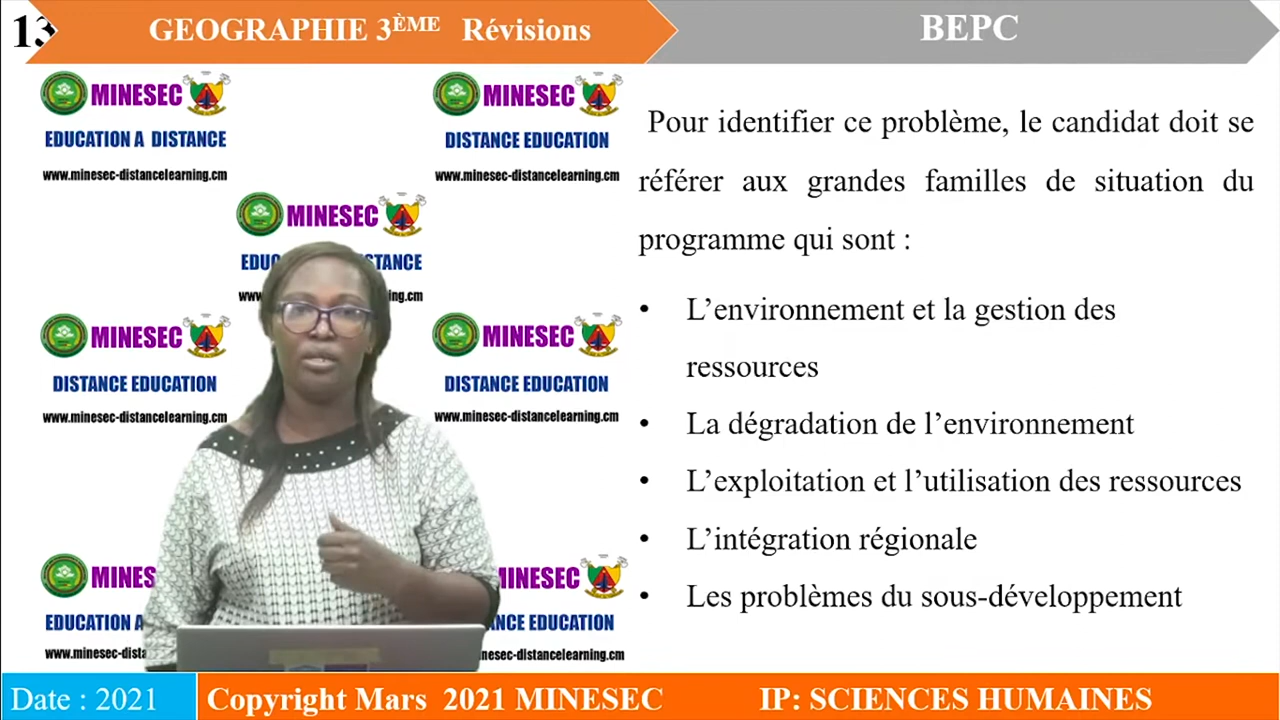 13
GEOGRAPHIE 3ÈME Révisions
BEPC
MINESEC
EDUCATION A DISTANCE
www.minesec-distancelearning.cm
MINESEC
DISTANCE EDUCATION
www.minesec-distancelearning.cm
MINESEC
MINESEC
DISTANCE EDUCATION
www.minesec-distancelearning.cm
MINESEC
DISTANCE EDUCATION
www.minesec-distancelearning.cm
EDUCATION A
Pour identifier ce problème, le candidat doit se
référer aux grandes familles de situation du
programme qui sont :
• L’environnement et la gestion des
ressources
• La dégradation de l’environnement
• L’exploitation et l’utilisation des ressources
• L’intégration régionale
• Les problèmes du sous-développement
Date : 2021
Copyright Mars 2021 MINESEC
IP: SCIENCES HUMAINES